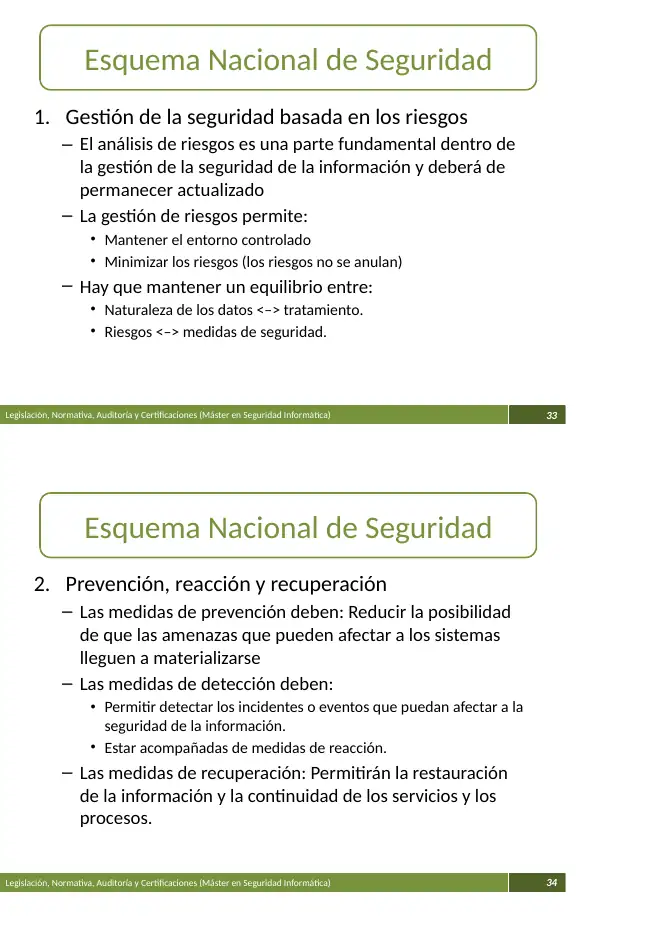 Esquema Nacional de Seguridad
1. Gestión de la seguridad basada en los riesgos
– El análisis de riesgos es una parte fundamental dentro de
la gestión de la seguridad de la información y deberá de
permanecer actualizado
– La gestión de riesgos permite:
• Mantener el entorno controlado
• Minimizar los riesgos (los riesgos no se anulan)
– Hay que mantener un equilibrio entre:
• Naturaleza de los datos <–> tratamiento.
• Riesgos <–> medidas de seguridad.
Legislación, Normativa, Auditoría y Certificaciones (Máster en Seguridad Informática) 33
Esquema Nacional de Seguridad
2. Prevención, reacción y recuperación
– Las medidas de prevención deben: Reducir la posibilidad
de que las amenazas que pueden afectar a los sistemas
lleguen a materializarse
– Las medidas de detección deben:
• Permitir detectar los incidentes o eventos que puedan afectar a la
seguridad de la información.
• Estar acompañadas de medidas de reacción.
– Las medidas de recuperación: Permitirán la restauración
de la información y la continuidad de los servicios y los
procesos.
Legislación, Normativa, Auditoría y Certificaciones (Máster en Seguridad Informática) 34